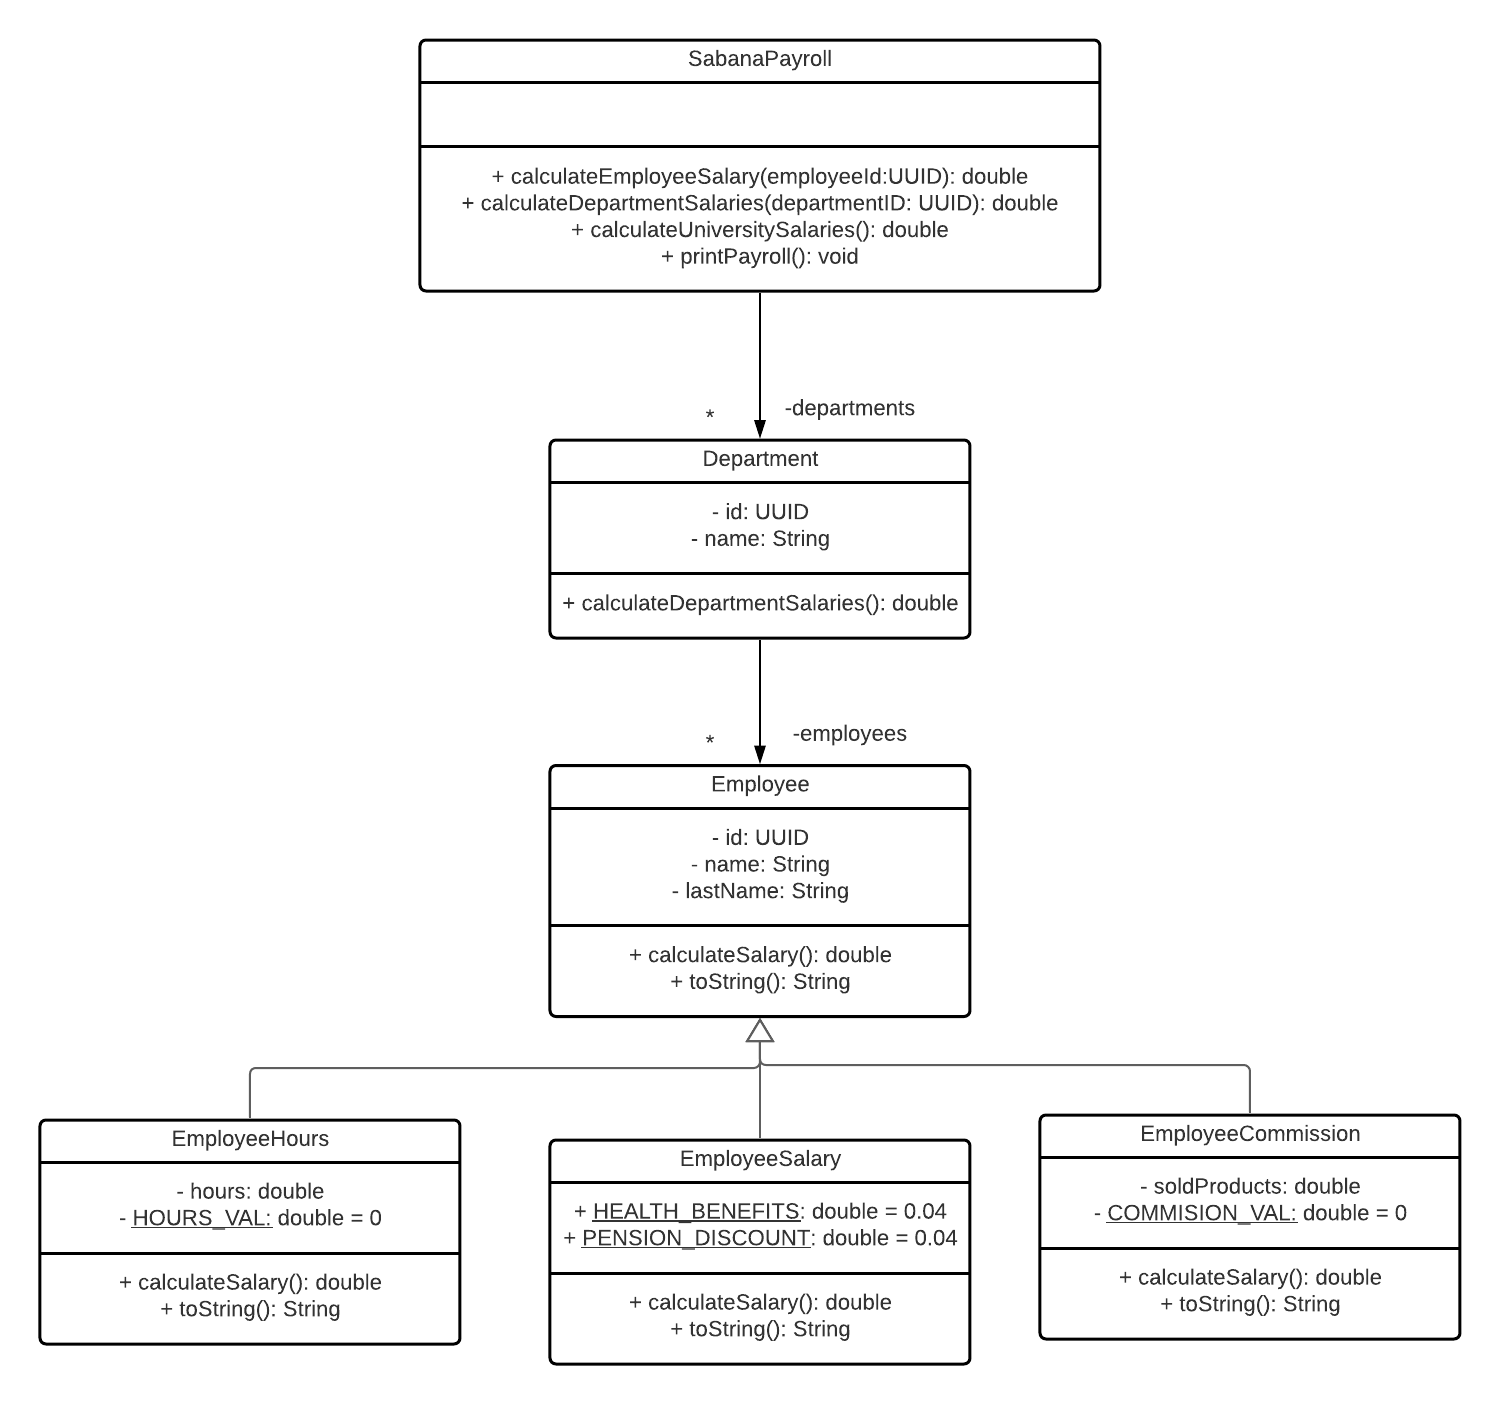 SabanaPayroll
+ calculateEmployeeSalary(employeeId:UUID): double
+ calculateDepartmentSalaries(departmentID: UUID): double
+ calculateUniversitySalaries(): double
+ printPayroll(): void
* -departments
Department
- id: UUID
- name: String
+ calculateDepartmentSalaries(): double
* -employees
Employee
- id: UUID
- name: String
- lastName: String
+ calculateSalary(): double
+ toString(): String
EmployeeHours
- hours: double
- HOURS_VAL: double = 0
+ calculateSalary(): double
+ toString(): String
EmployeeSalary
+ HEALTH_BENEFITS: double = 0.04
+ PENSION_DISCOUNT: double = 0.04
+ calculateSalary(): double
+ toString(): String
EmployeeCommission
- soldProducts: double
- COMMISION_VAL: double = 0
+ calculateSalary(): double
+ toString(): String